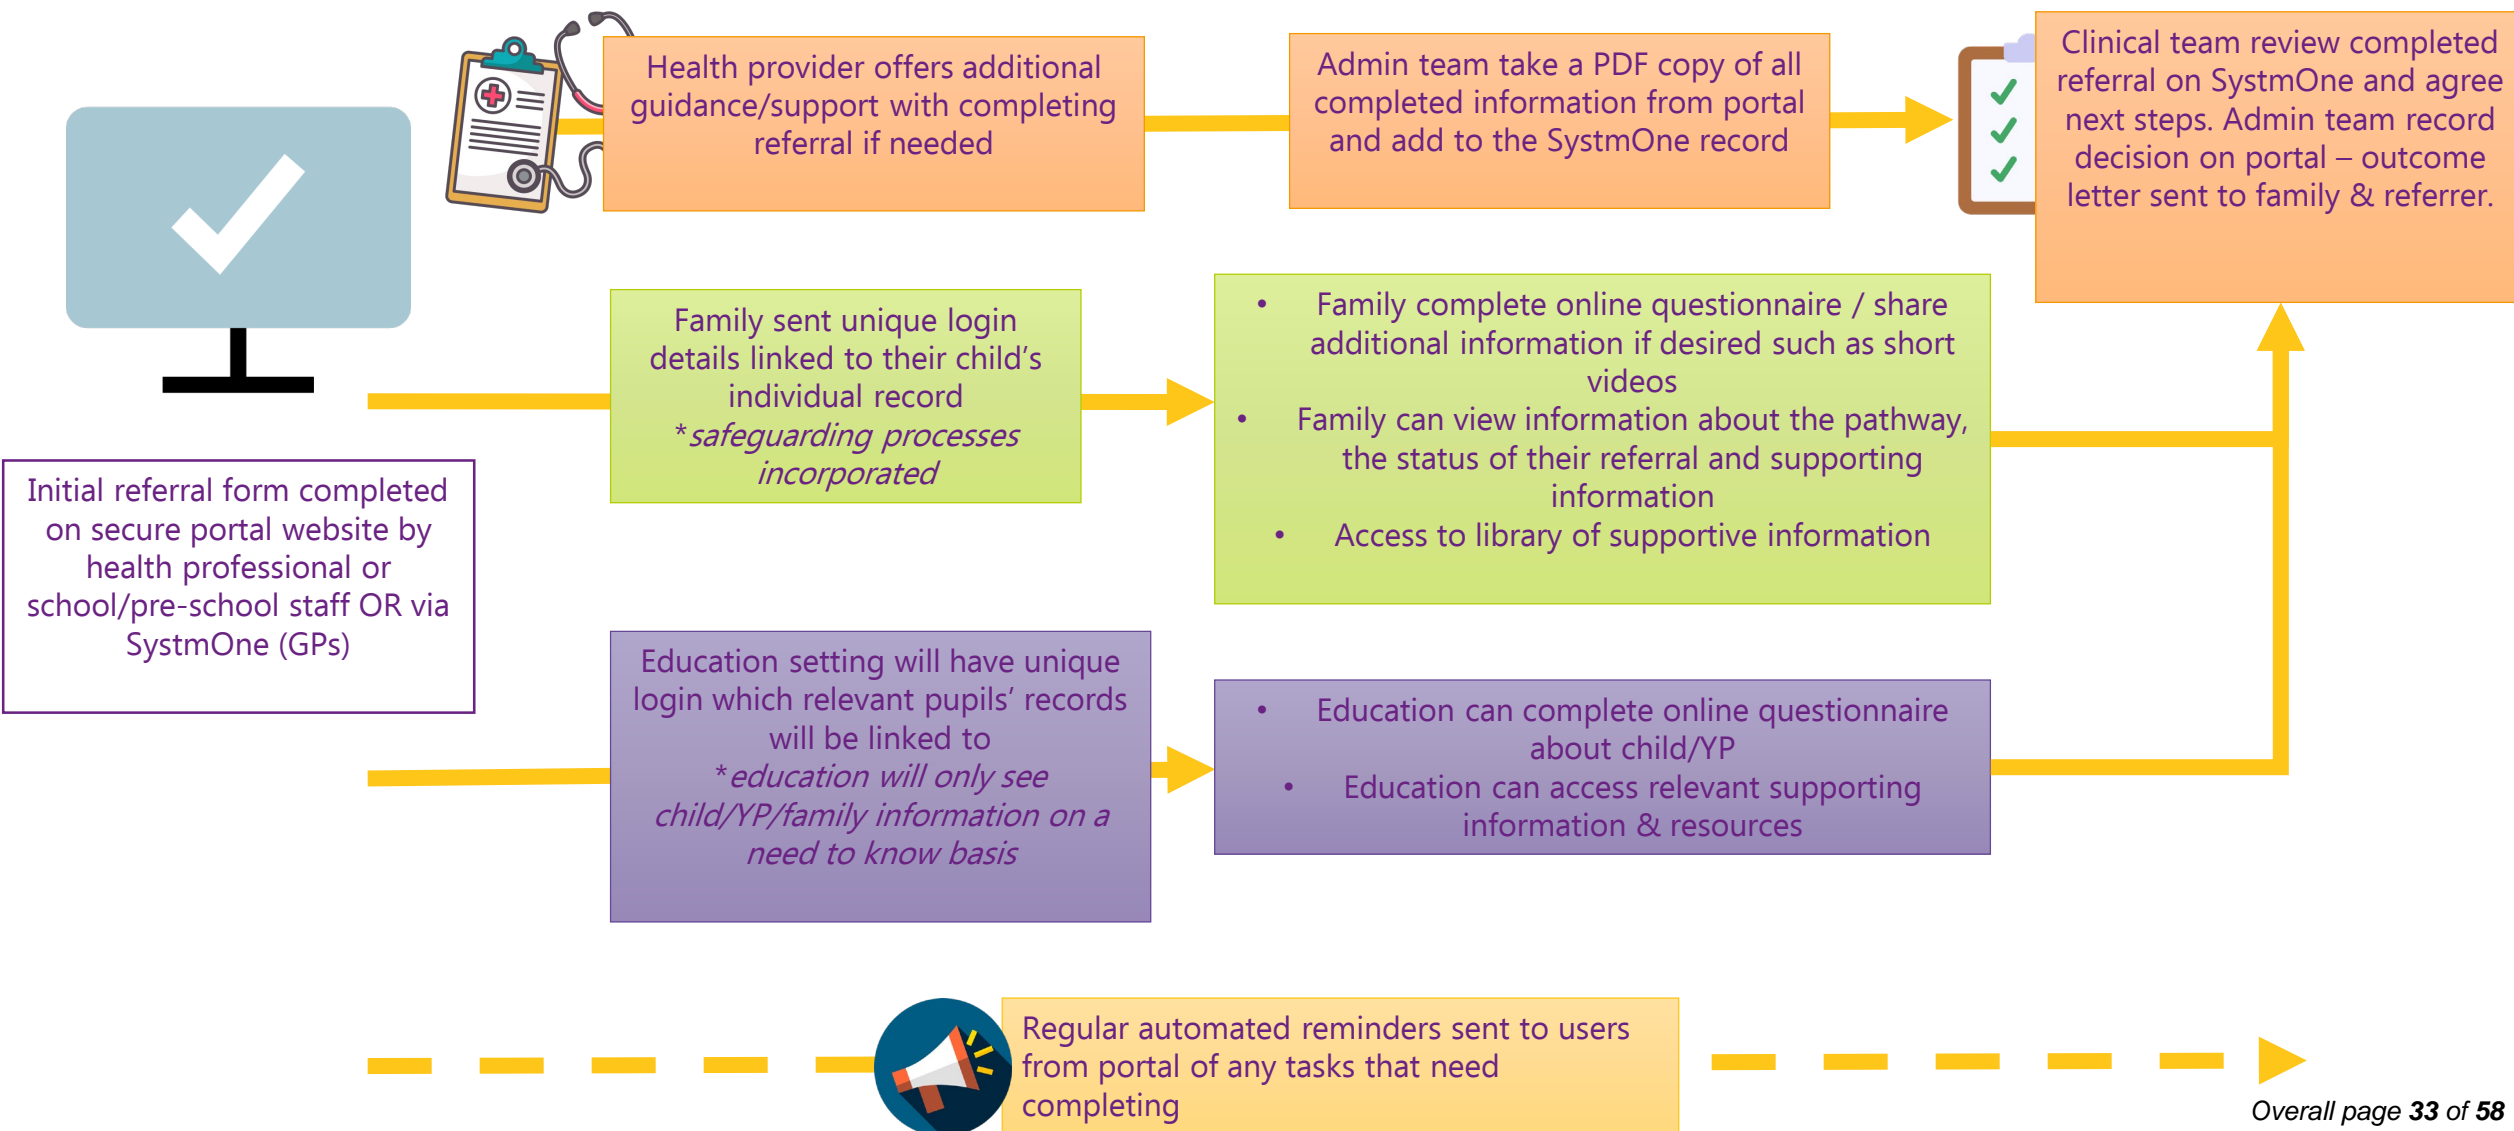 Health provider offers additional
guidance/support with completing
referral if needed
Admin team take a PDF copy of all
completed information from portal
and add to the SystmOne record
Clinical team review completed
referral on SystmOne and agree
next steps. Admin team record
decision on portal – outcome
letter sent to family & referrer.
Initial referral form completed
on secure portal website by
health professional or
school/pre-school staff OR via
SystmOne (GPs)
Family sent unique login
details linked to their child’s
individual record
*safeguarding processes
incorporated
• Family complete online questionnaire / share
additional information if desired such as short
videos
• Family can view information about the pathway,
the status of their referral and supporting
information
• Access to library of supportive information
Education setting will have unique
login which relevant pupils’ records
will be linked to
*education will only see
child/YP/family information on a
need to know basis
• Education can complete online questionnaire
about child/YP
• Education can access relevant supporting
information & resources
Regular automated reminders sent to users
from portal of any tasks that need
completing
Overall page 33 of 58